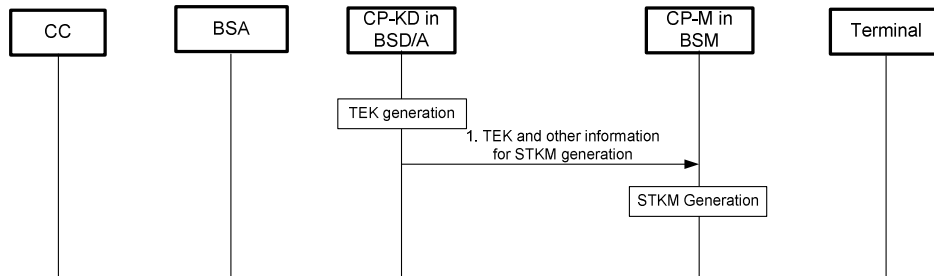 CC
BSA
CP-KD in
BSD/A
CP-M in
BSM
Terminal
TEK generation
1. TEK and other information
for STKM generation
STKM Generation